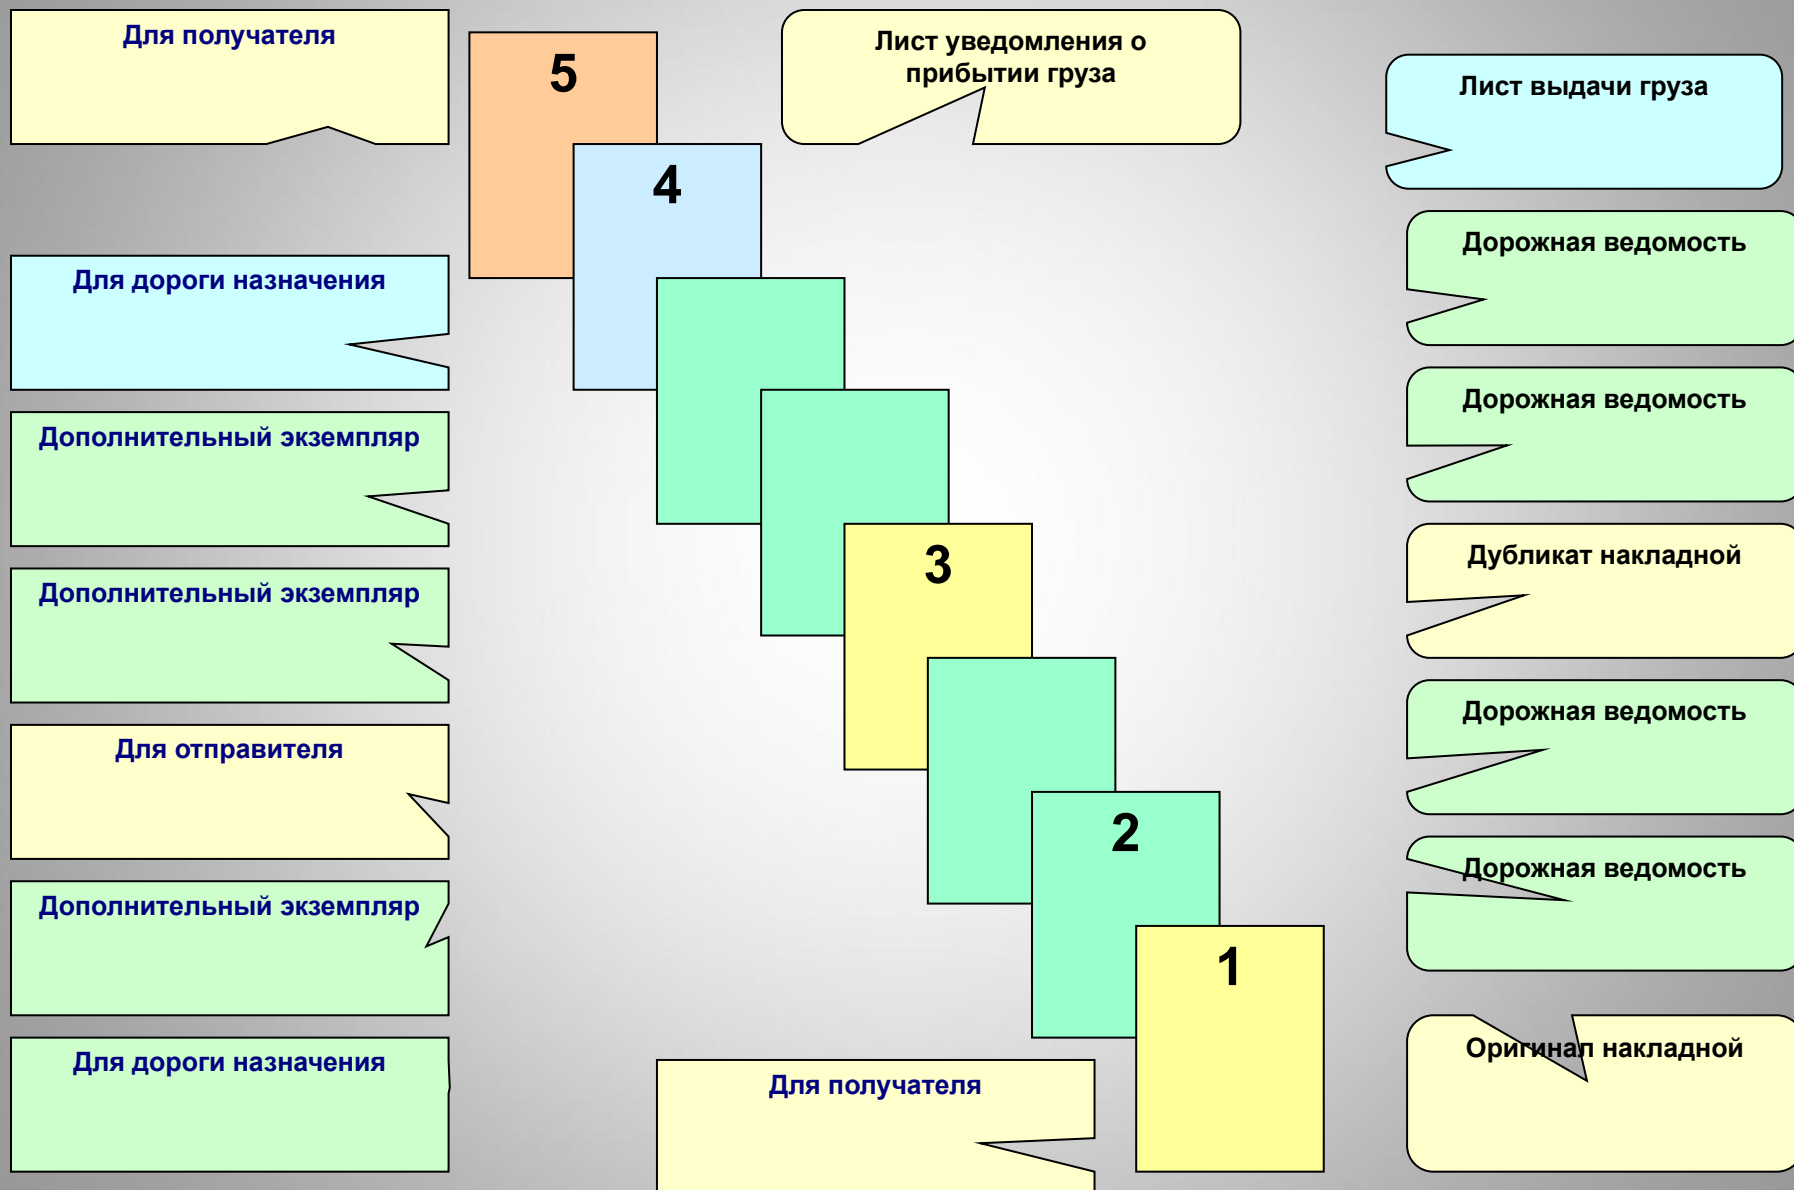 Для получателя
5
Лист уведомления о
прибытии груза
Лист выдачи груза
4
Дорожная ведомость
Для дороги назначения
Дорожная ведомость
Дополнительный экземпляр
3
Дубликат накладной
Дополнительный экземпляр
Дорожная ведомость
Для отправителя
2
Дорожная ведомость
Дополнительный экземпляр
1
Оригинал накладной
Для дороги назначения
Для получателя